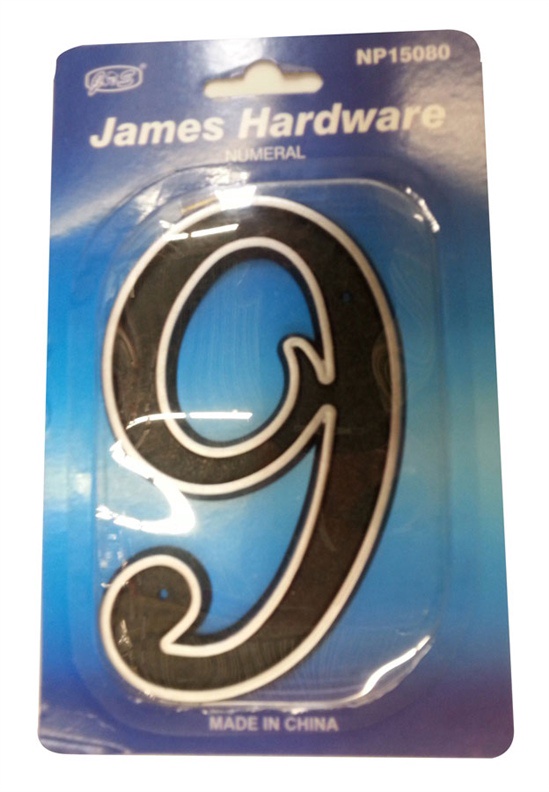 NP15080
James Hardware
NUMERAL
9
MADE IN CHINA